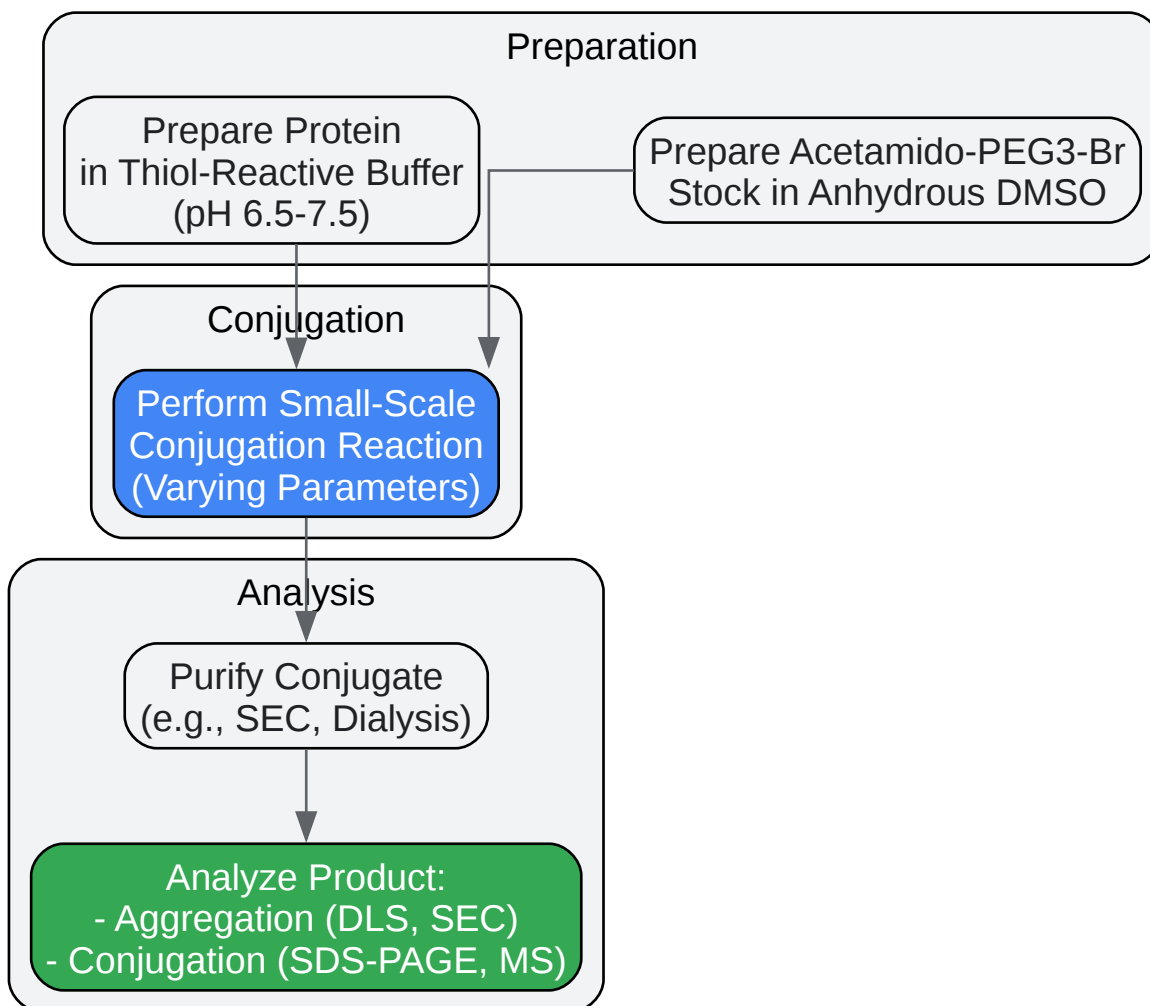 Preparation
Prepare Protein
in Thiol-Reactive Buffer
(pH 6.5-7.5)
Prepare Acetamido-PEG3-Br
Stock in Anhydrous DMSO
Conjugation
Perform Small-Scale
Conjugation Reaction
(Varying Parameters)
Analysis
Purify Conjugate
(e.g., SEC, Dialysis)
Analyze Product:
- Aggregation (DLS, SEC)
- Conjugation (SDS-PAGE, MS)